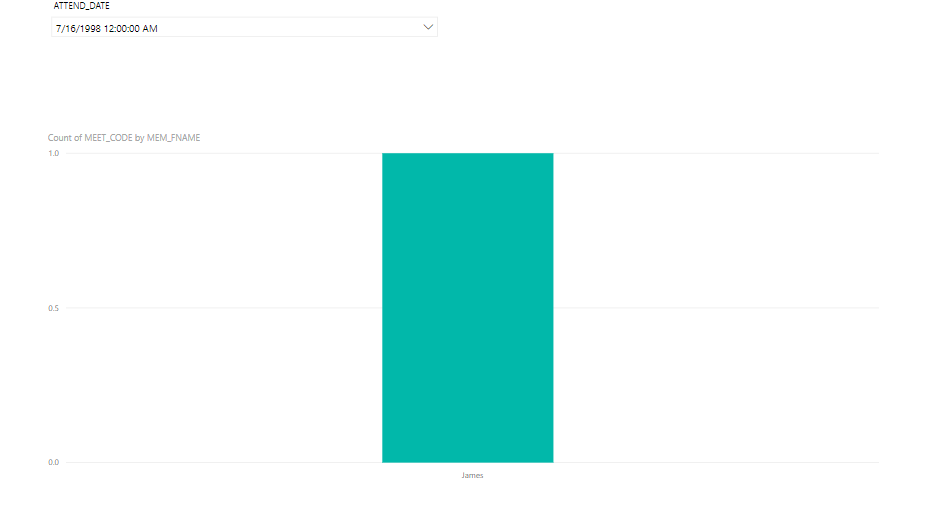 ATTEND_DATE
7/16/1998 12:00:00 AM
Count of MEET_CODE by MEM_FNAME
1.0
0.5
0.0
James